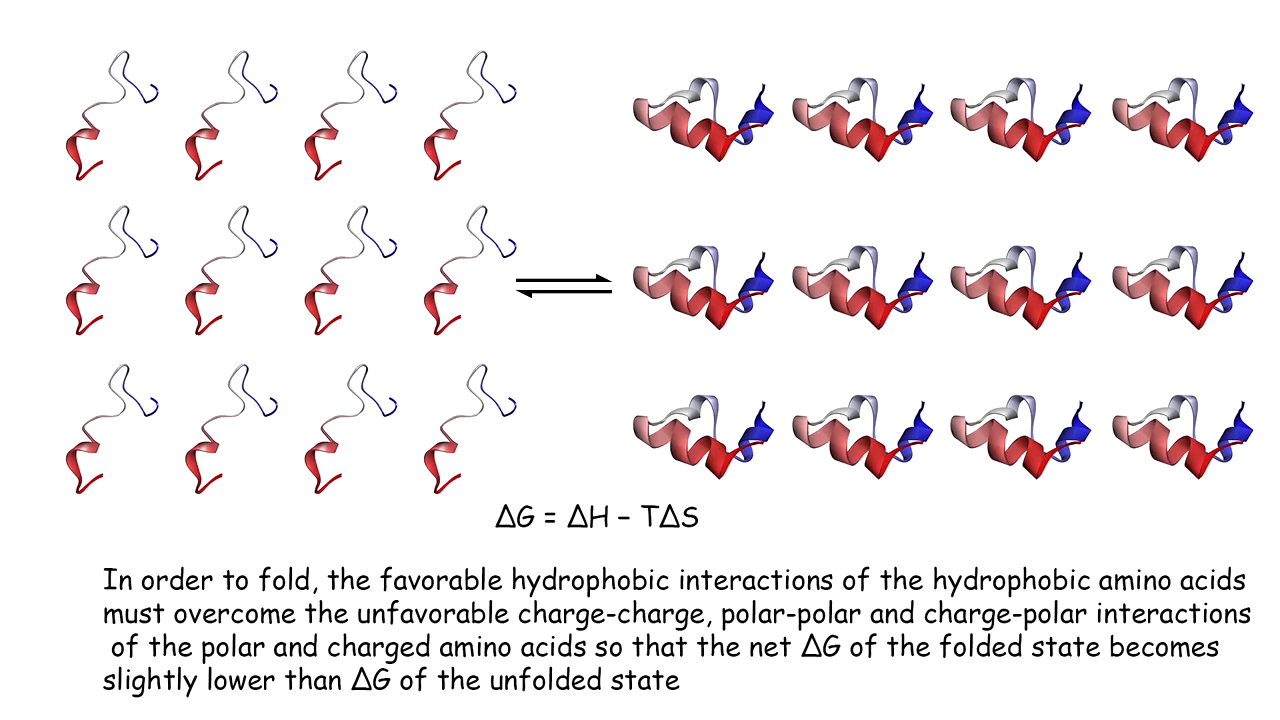 ΔG = ΔH – TΔS
In order to fold, the favorable hydrophobic interactions of the hydrophobic amino acids
must overcome the unfavorable charge-charge, polar-polar and charge-polar interactions
of the polar and charged amino acids so that the net ΔG of the folded state becomes
slightly lower than ΔG of the unfolded state